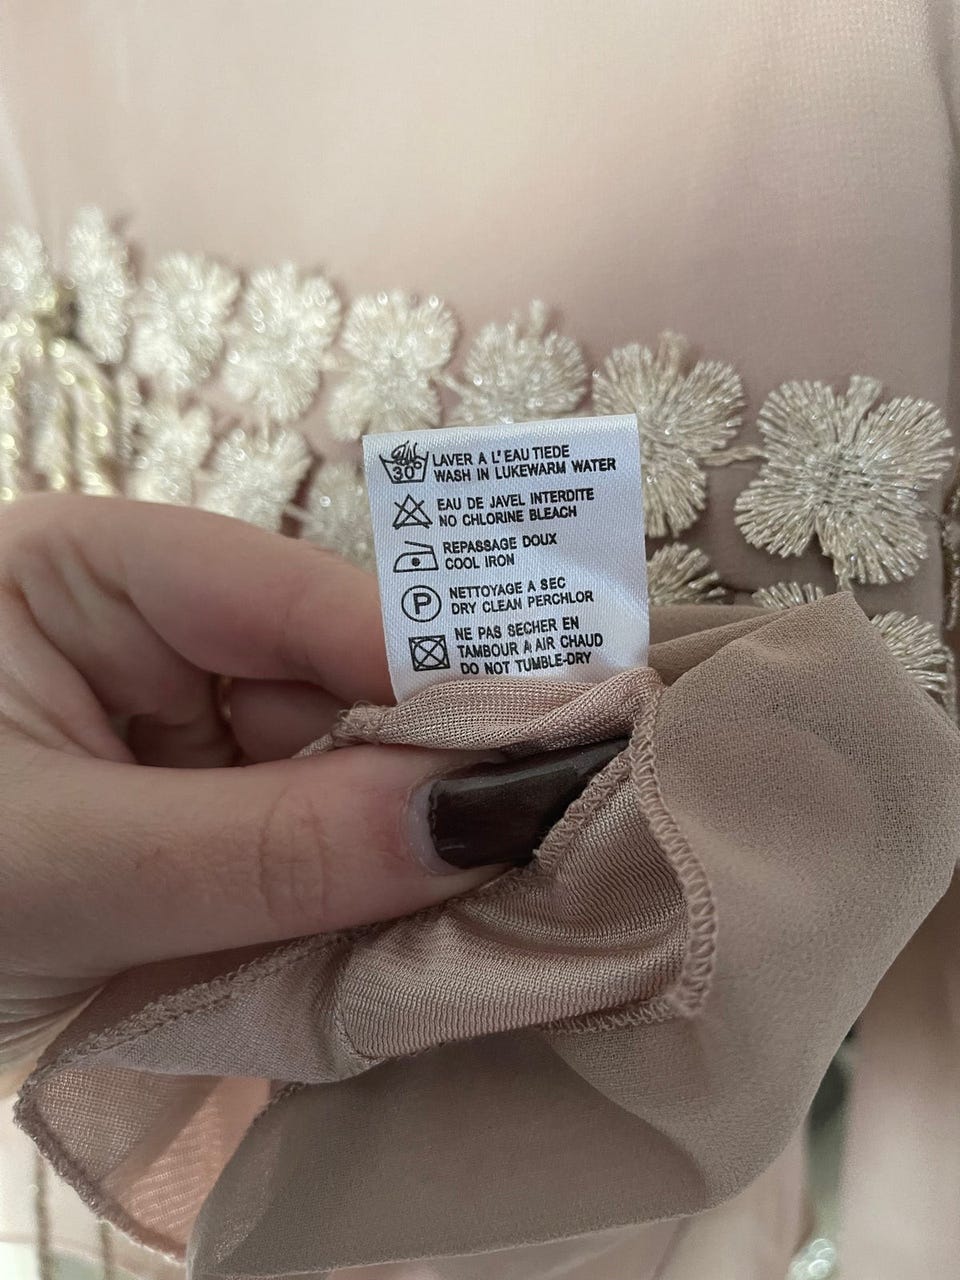 30°
LAVER A L'EAU TIEDE
WASH IN LUKEWARM WATER
EAU DE JAVEL INTERDITE
NO CHLORINE BLEACH
REPASSAGE DOUX
COOL IRON
P
NETTOYAGE A SEC
DRY CLEAN PERCHLOR
NE PAS SECHER EN
TAMBOUR A AIR CHAUD
DO NOT TUMBLE-DRY